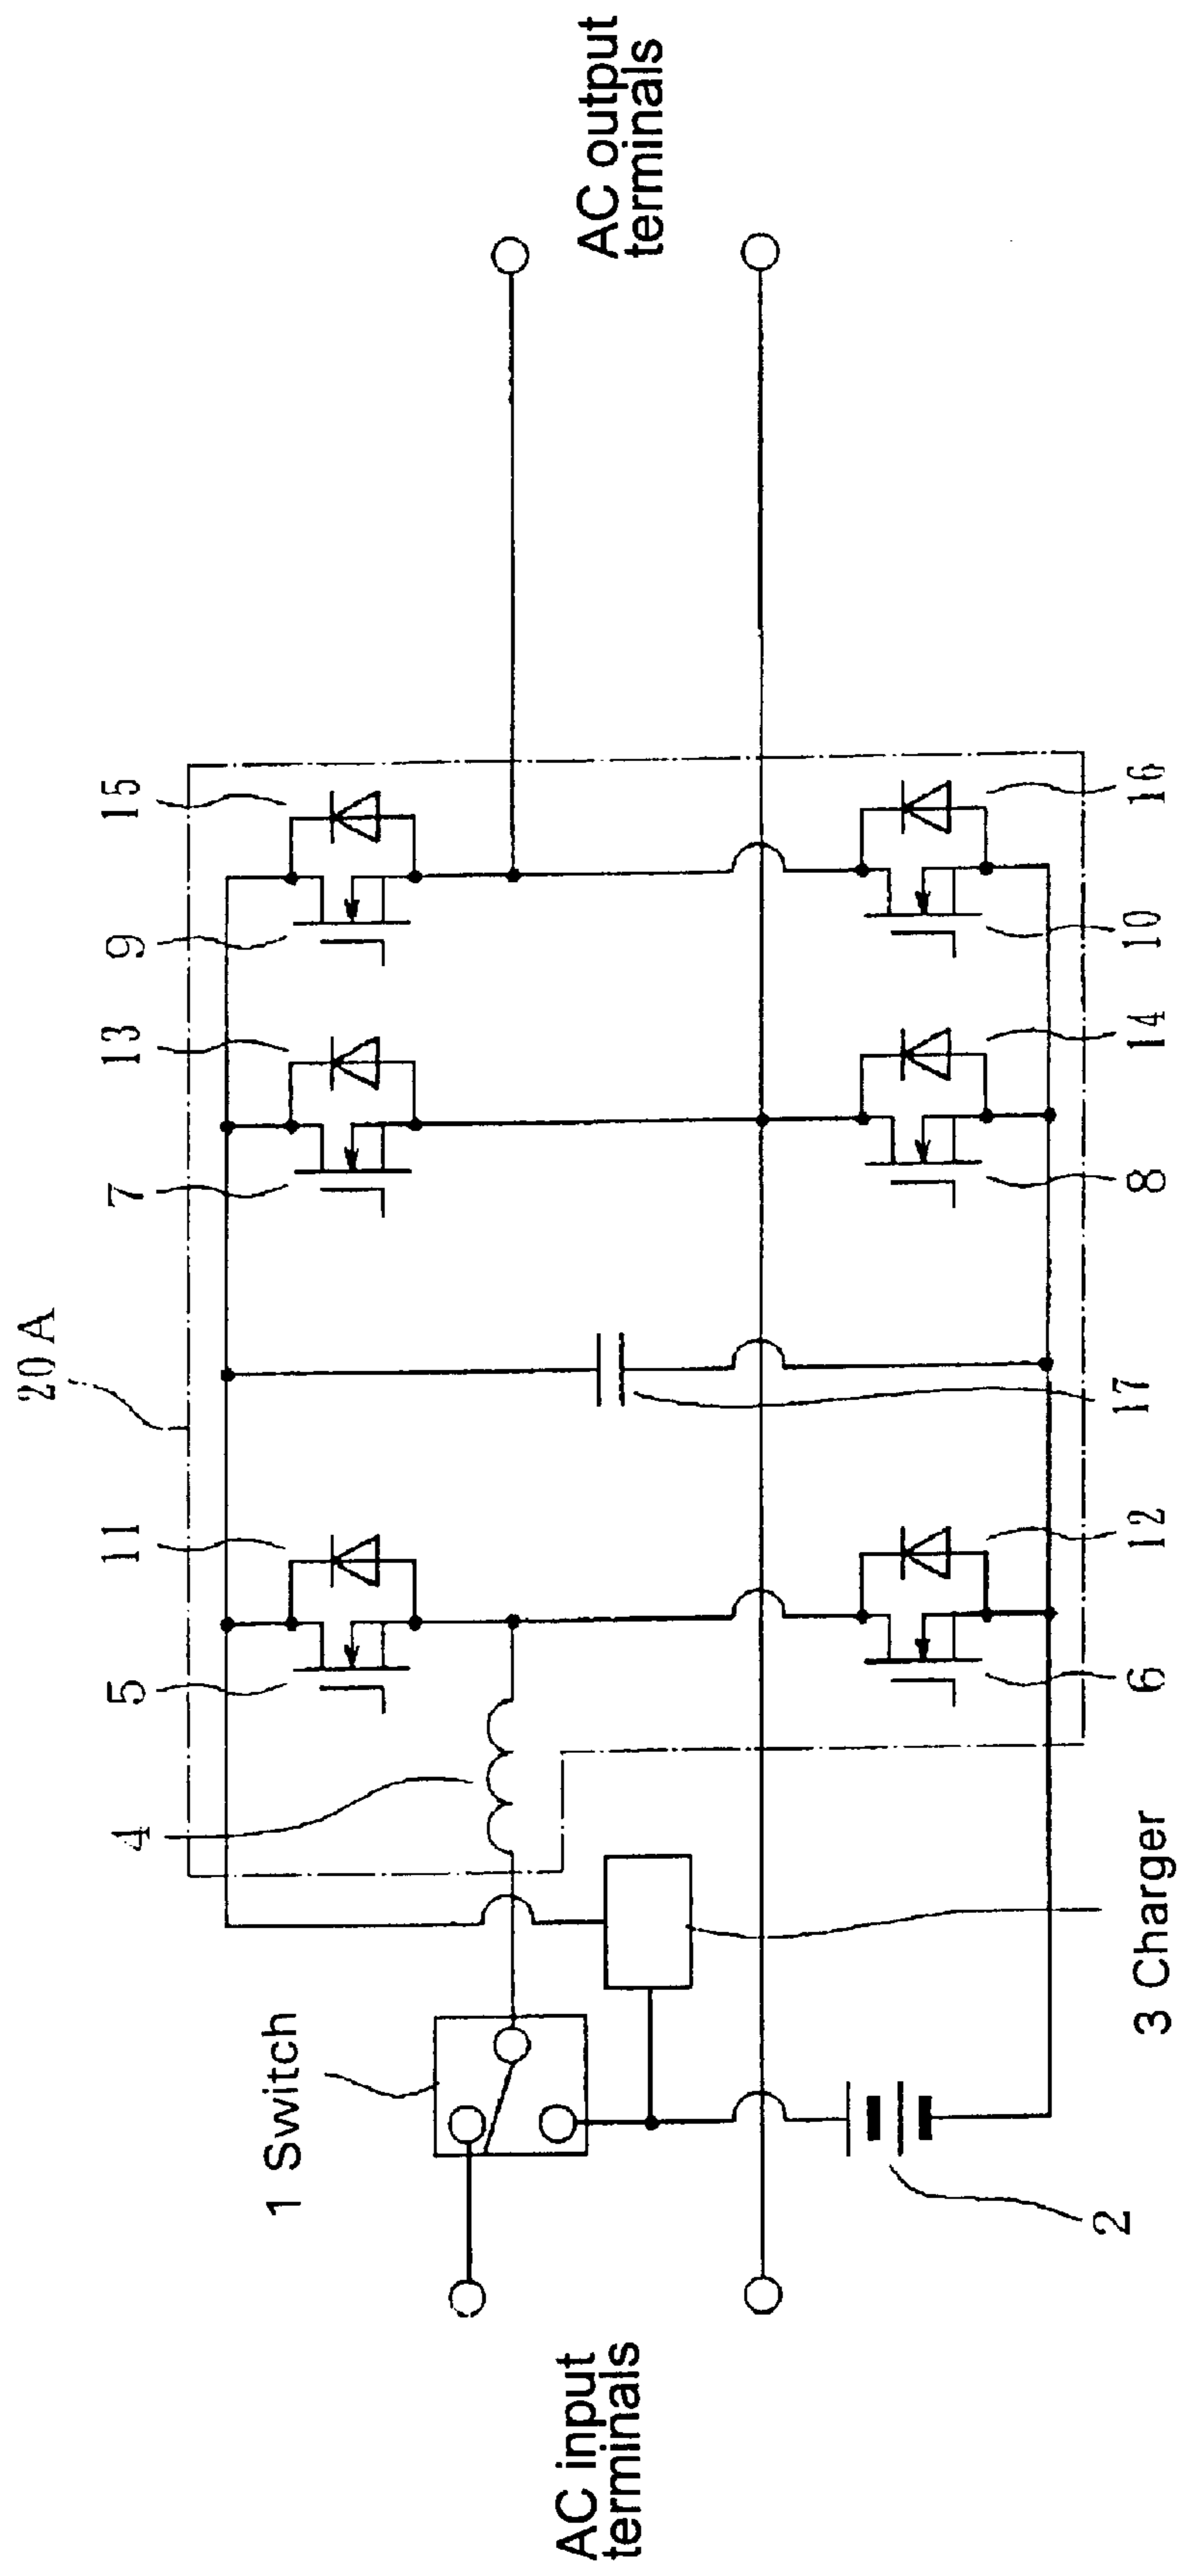 20 A
4
5
11
7
13
9
15
1 Switch
AC input
terminals
AC output
terminals
17
2
3 Charger
6
12
8
14
10
16